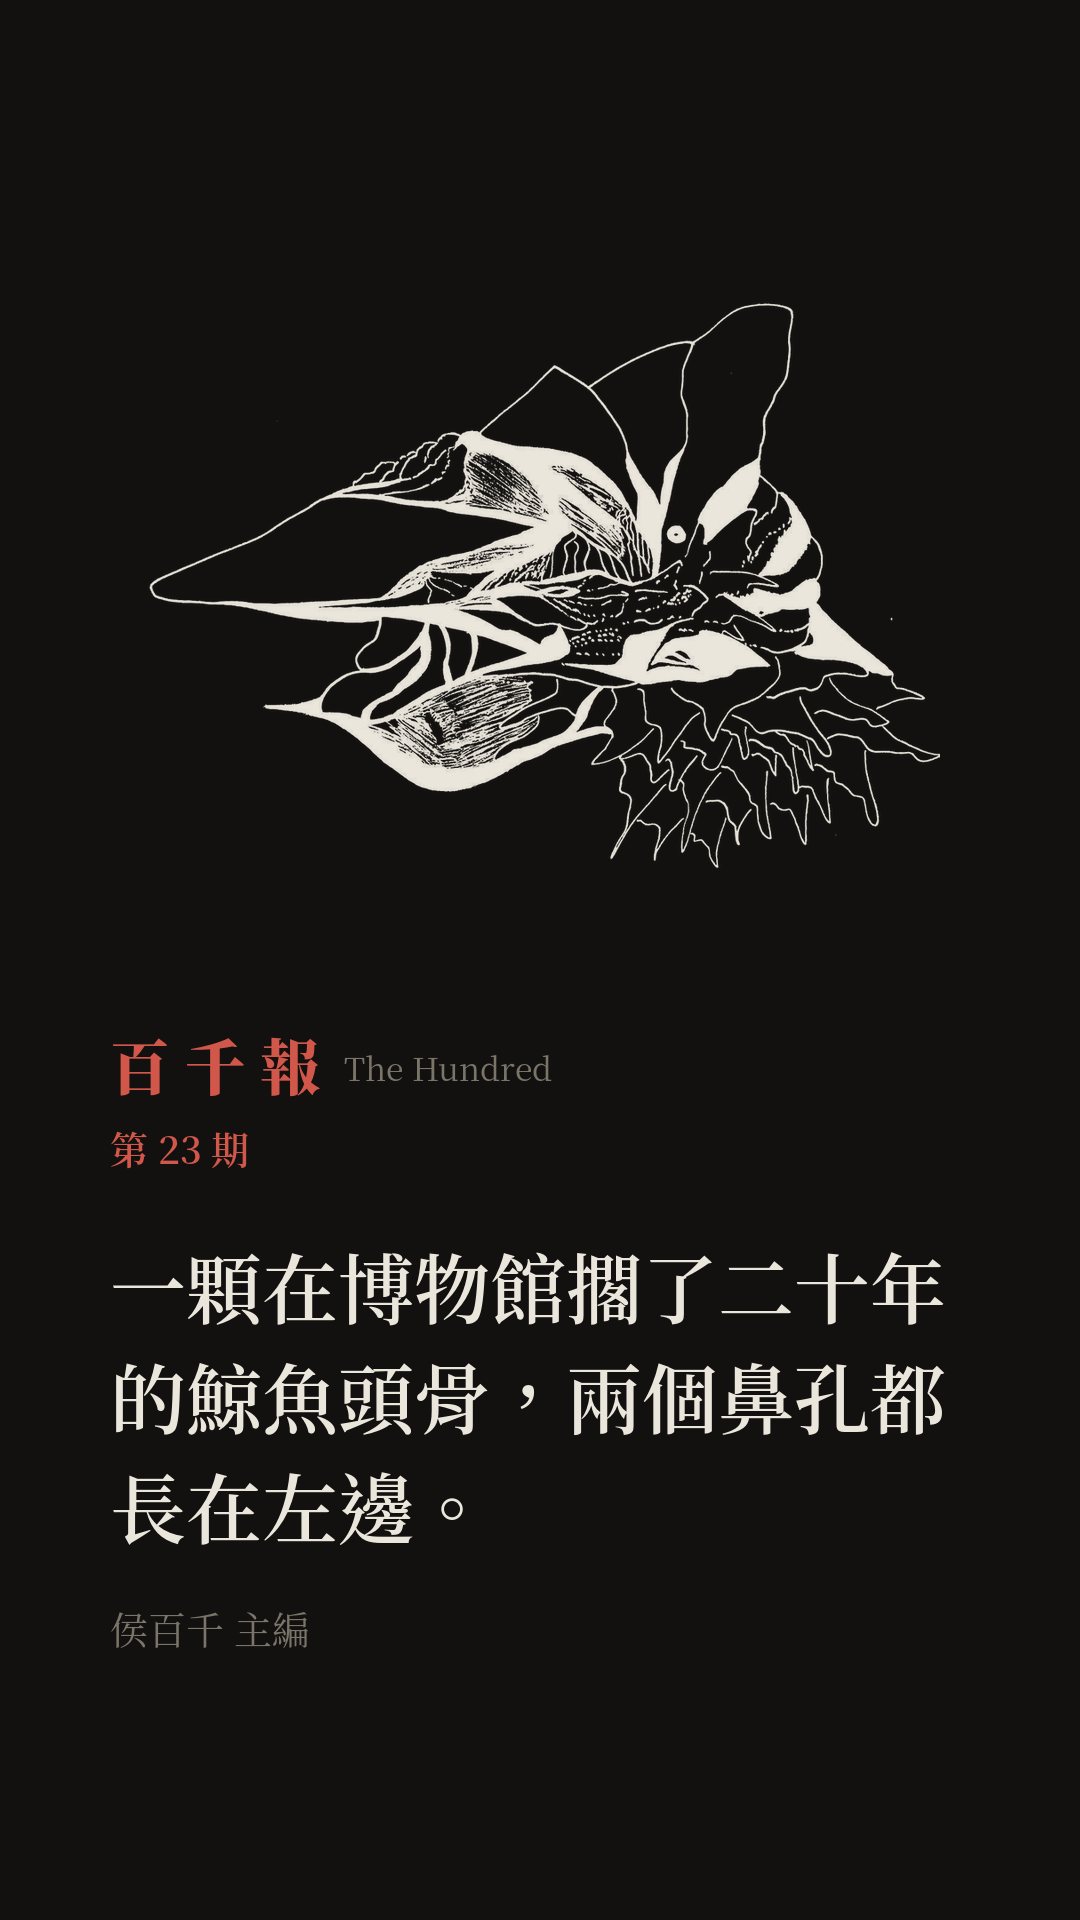 百千報 The Hundred
第 23 期
一顆在博物館擱了二十年
的鯨魚頭骨，兩個鼻孔都
長在左邊。
侯百千 主編